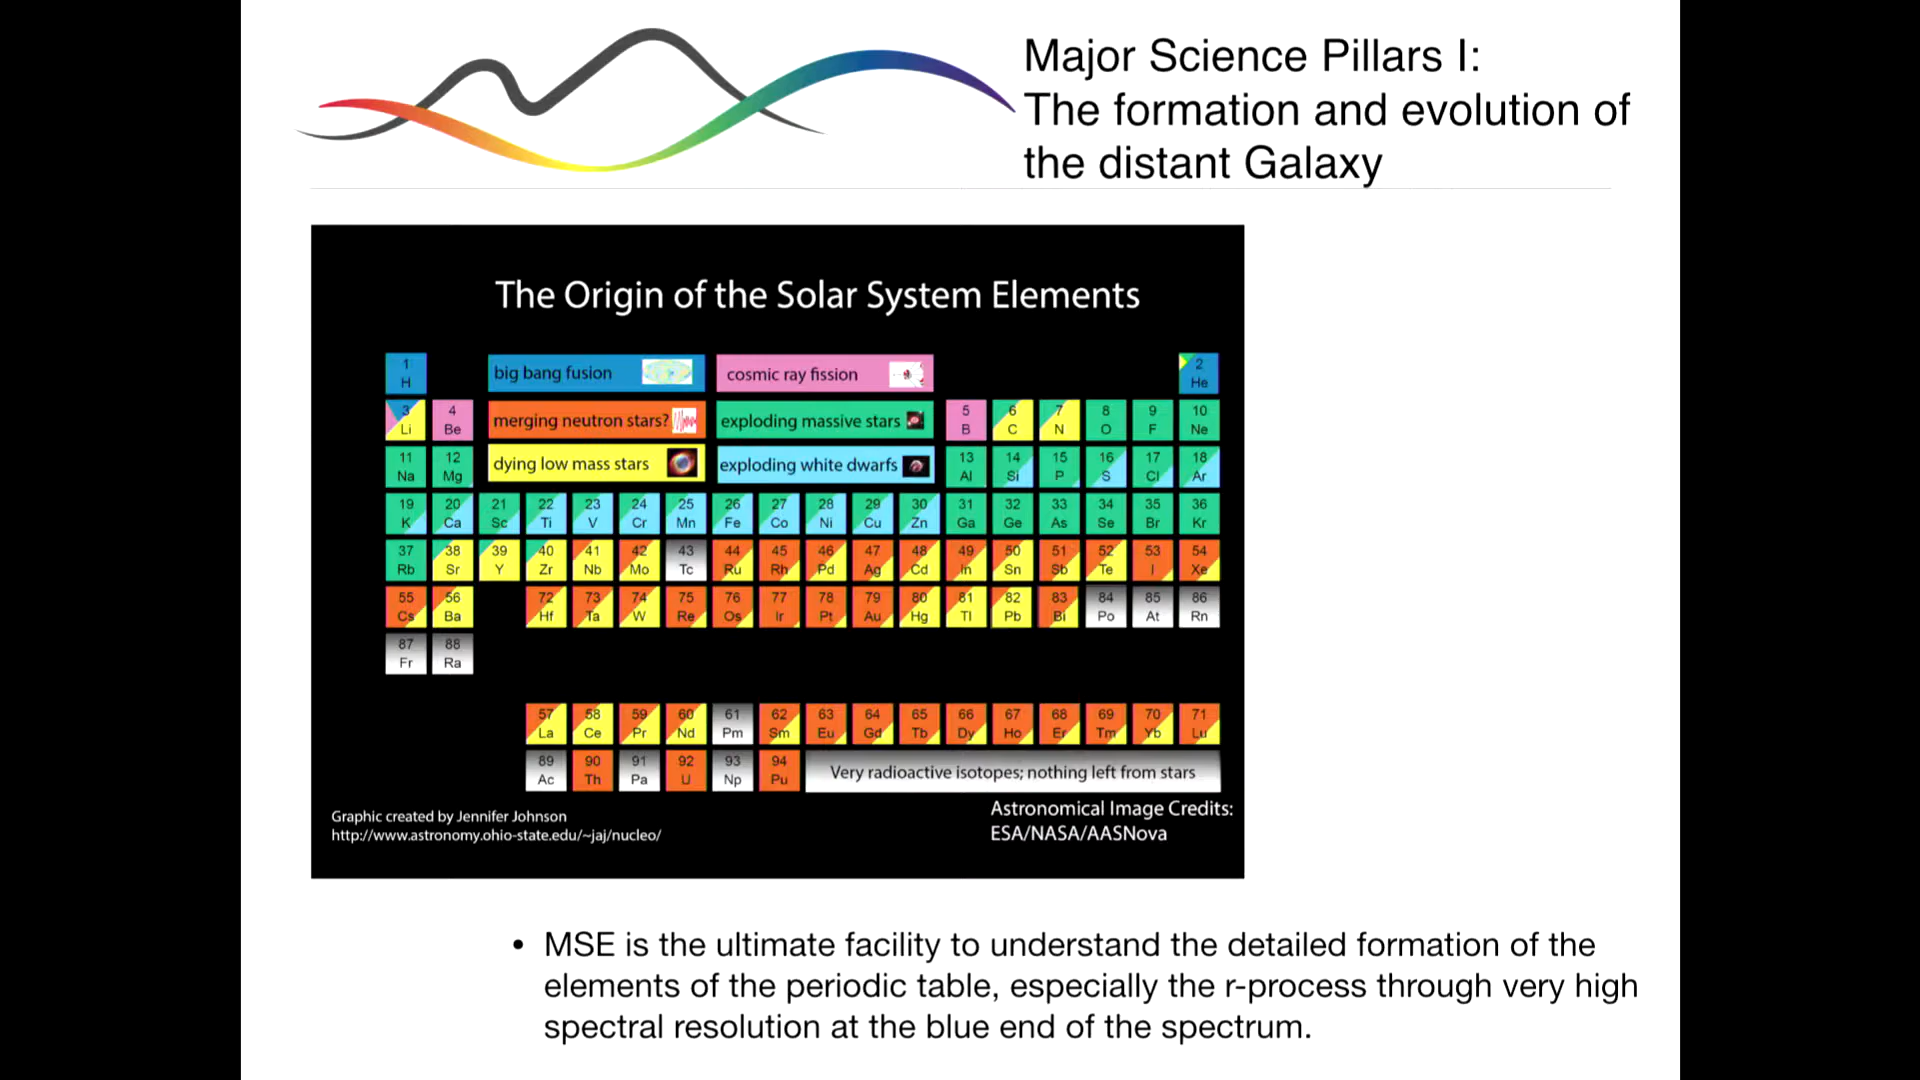 Major Science Pillars I:
The formation and evolution of
the distant Galaxy
The Origin of the Solar System Elements
1 H
big bang fusion
cosmic ray fission
2 He
3 Li
4 Be
merging neutron stars?
exploding massive stars
5 B
6 C
7 N
8 O
9 F
10 Ne
11 Na
12 Mg
dying low mass stars
exploding white dwarfs
13 Al
14 Si
15 P
16 S
17 Cl
18 Ar
19 K
20 Ca
21 Sc
22 Ti
23 V
24 Cr
25 Mn
26 Fe
27 Co
28 Ni
29 Cu
30 Zn
31 Ga
32 Ge
33 As
34 Se
35 Br
36 Kr
37 Rb
38 Sr
39 Y
40 Zr
41 Nb
42 Mo
43 Tc
44 Ru
45 Rh
46 Pd
47 Ag
48 Cd
49 In
50 Sn
51 Sb
52 Te
53 I
54 Xe
55 Cs
56 Ba
72 Hf
73 Ta
74 W
75 Re
76 Os
77 Ir
78 Pt
79 Au
80 Hg
81 Tl
82 Pb
83 Bi
84 Po
85 At
86 Rn
87 Fr
88 Ra
57 La
58 Ce
59 Pr
60 Nd
61 Pm
62 Sm
63 Eu
64 Gd
65 Tb
66 Dy
67 Ho
68 Er
69 Tm
70 Yb
71 Lu
89 Ac
90 Th
91 Pa
92 U
93 Np
94 Pu
Very radioactive isotopes; nothing left from stars
Graphic created by Jennifer Johnson
http://www.astronomy.ohio-state.edu/~jaj/nucleo/
Astronomical Image Credits:
ESA/NASA/AASNova
• MSE is the ultimate facility to understand the detailed formation of the
elements of the periodic table, especially the r-process through very high
spectral resolution at the blue end of the spectrum.